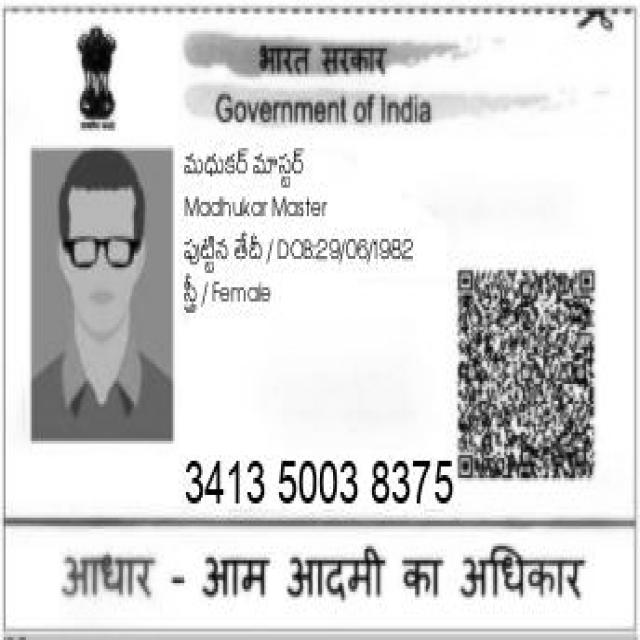 भारत सरकार
Government of India
మధుకర్ మాస్టర్
Madhukar Master
పుట్టిన తేదీ / DOB:29/06/1982
స్త్రీ / Female
3413 5003 8375
आधार - आम आदमी का अधिकार